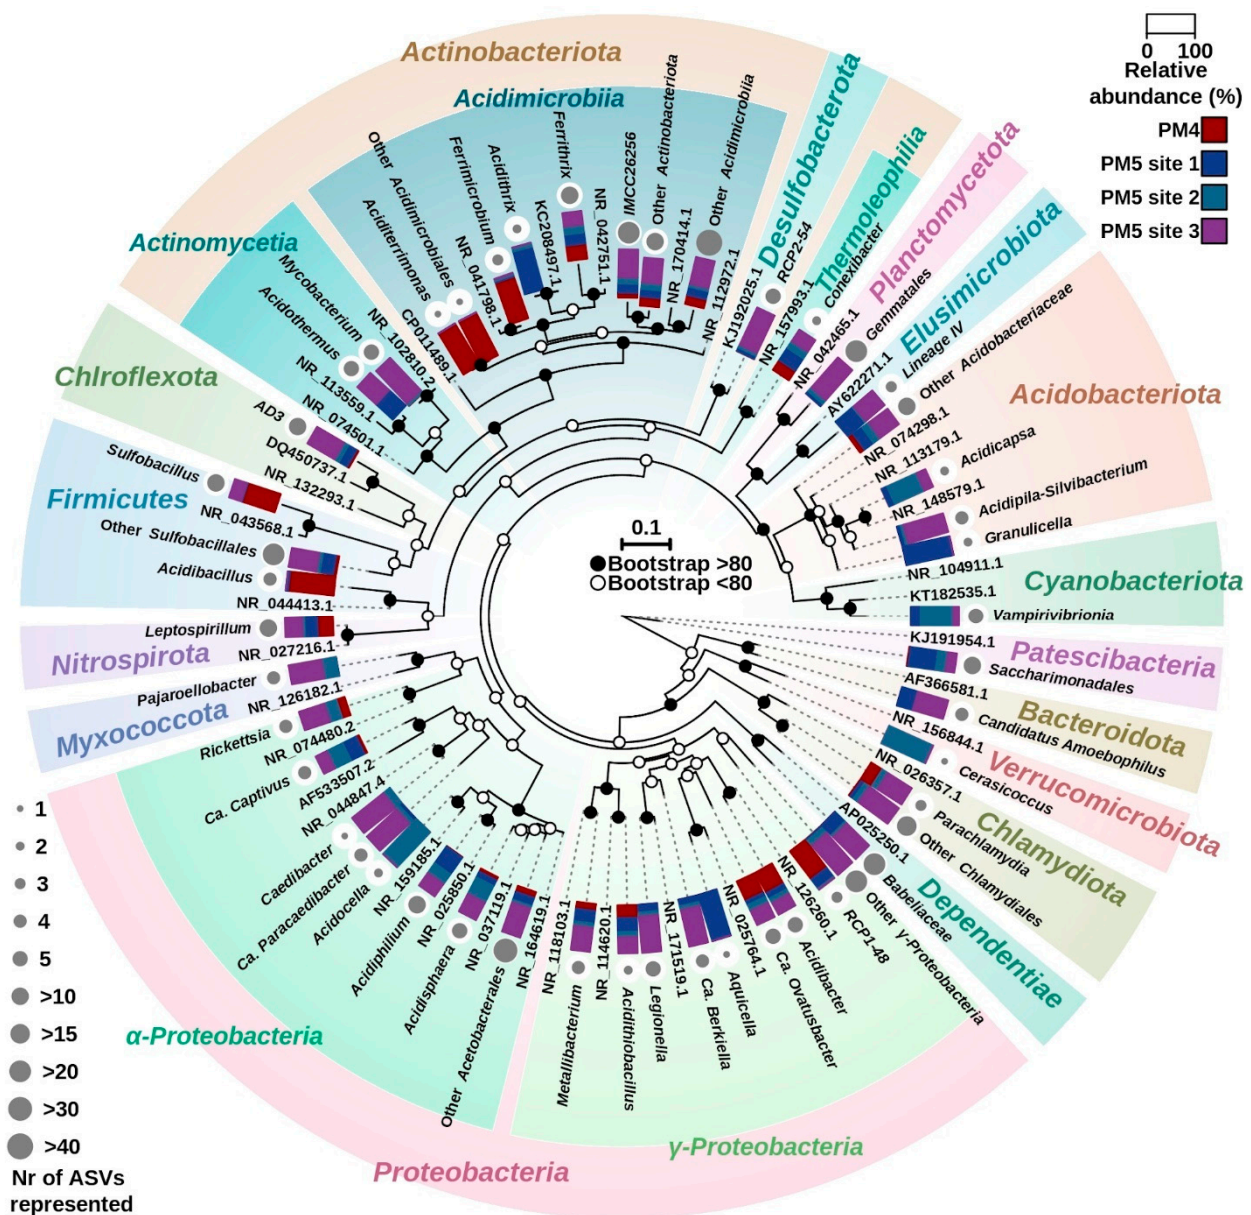 Actinobacteriota
Acidimicrobiia
Actinomycetia
Desulfobacterota
Thermoleophilia
Planctomycetota
Elusimicrobiota
Acidobacteriota
Cyanobacteriota
Patescibacteria
Bacteroidota
Verrucomicrobiota
Chlamydiota
Dependentiae
γ-Proteobacteria
Proteobacteria
α-Proteobacteria
Myxococcota
Nitrospirota
Firmicutes
Chlroflexota
0 100
Relative
abundance (%)
PM4
PM5 site 1
PM5 site 2
PM5 site 3
AD3
DQ450737.1
NR_132293.1
NR_074501.1
NR_113559.1
Acidothermus
Mycobacterium
NR_102810.2
CP011489.1
Aciditerrimonas
Other Acidimicrobiales
NR_041798.1
Ferrimicrobium
Acidithrix
KC208497.1
Ferrithrix
NR_042751.1
IMCC26256
Other Actinobacteriota
NR_170414.1
Other Acidimicrobiia
NR_112972.1
KJ192025.1
RCP2-54
NR_157993.1
Conexibacter
NR_042465.1
Gemmatales
AY622271.1
Lineage IV
Other Acidobacteriaceae
NR_074298.1
NR_113179.1
Acidicapsa
NR_148579.1
Acidipila-Silvibacterium
Granulicella
NR_104911.1
KT182535.1
Vampirivibrionia
KJ191954.1
Saccharimonadales
AF366581.1
Candidatus Amoebophilus
NR_156844.1
Cerasicoccus
NR_026357.1
Parachlamydia
Other Chlamydiales
AP025250.1
Babeliaceae
Other γ-Proteobacteria
RCP1-48
NR_126260.1
Acidibacter
Ca. Ovatusbacter
NR_025764.1
Aquicella
Ca. Berkiella
NR_171519.1
Legionella
Acidithiobacillus
NR_114620.1
Metallibacterium
NR_118103.1
NR_164619.1
Other Acetobacterales
NR_037119.1
Acidisphaera
NR_025850.1
Acidiphilium
NR_159185.1
Acidocella
Ca. Paracaedibacter
Caedibacter
NR_044847.4
AF533507.2
Ca. Captivus
NR_074480.2
Rickettsia
NR_126182.1
Pajaroellobacter
NR_027216.1
Leptospirillum
NR_044413.1
Acidibacillus
Other Sulfobacillales
NR_043568.1
Sulfobacillus
0.1
Bootstrap >80
Bootstrap <80
1
2
3
4
5
>10
>15
>20
>30
>40
Nr of ASVs
represented